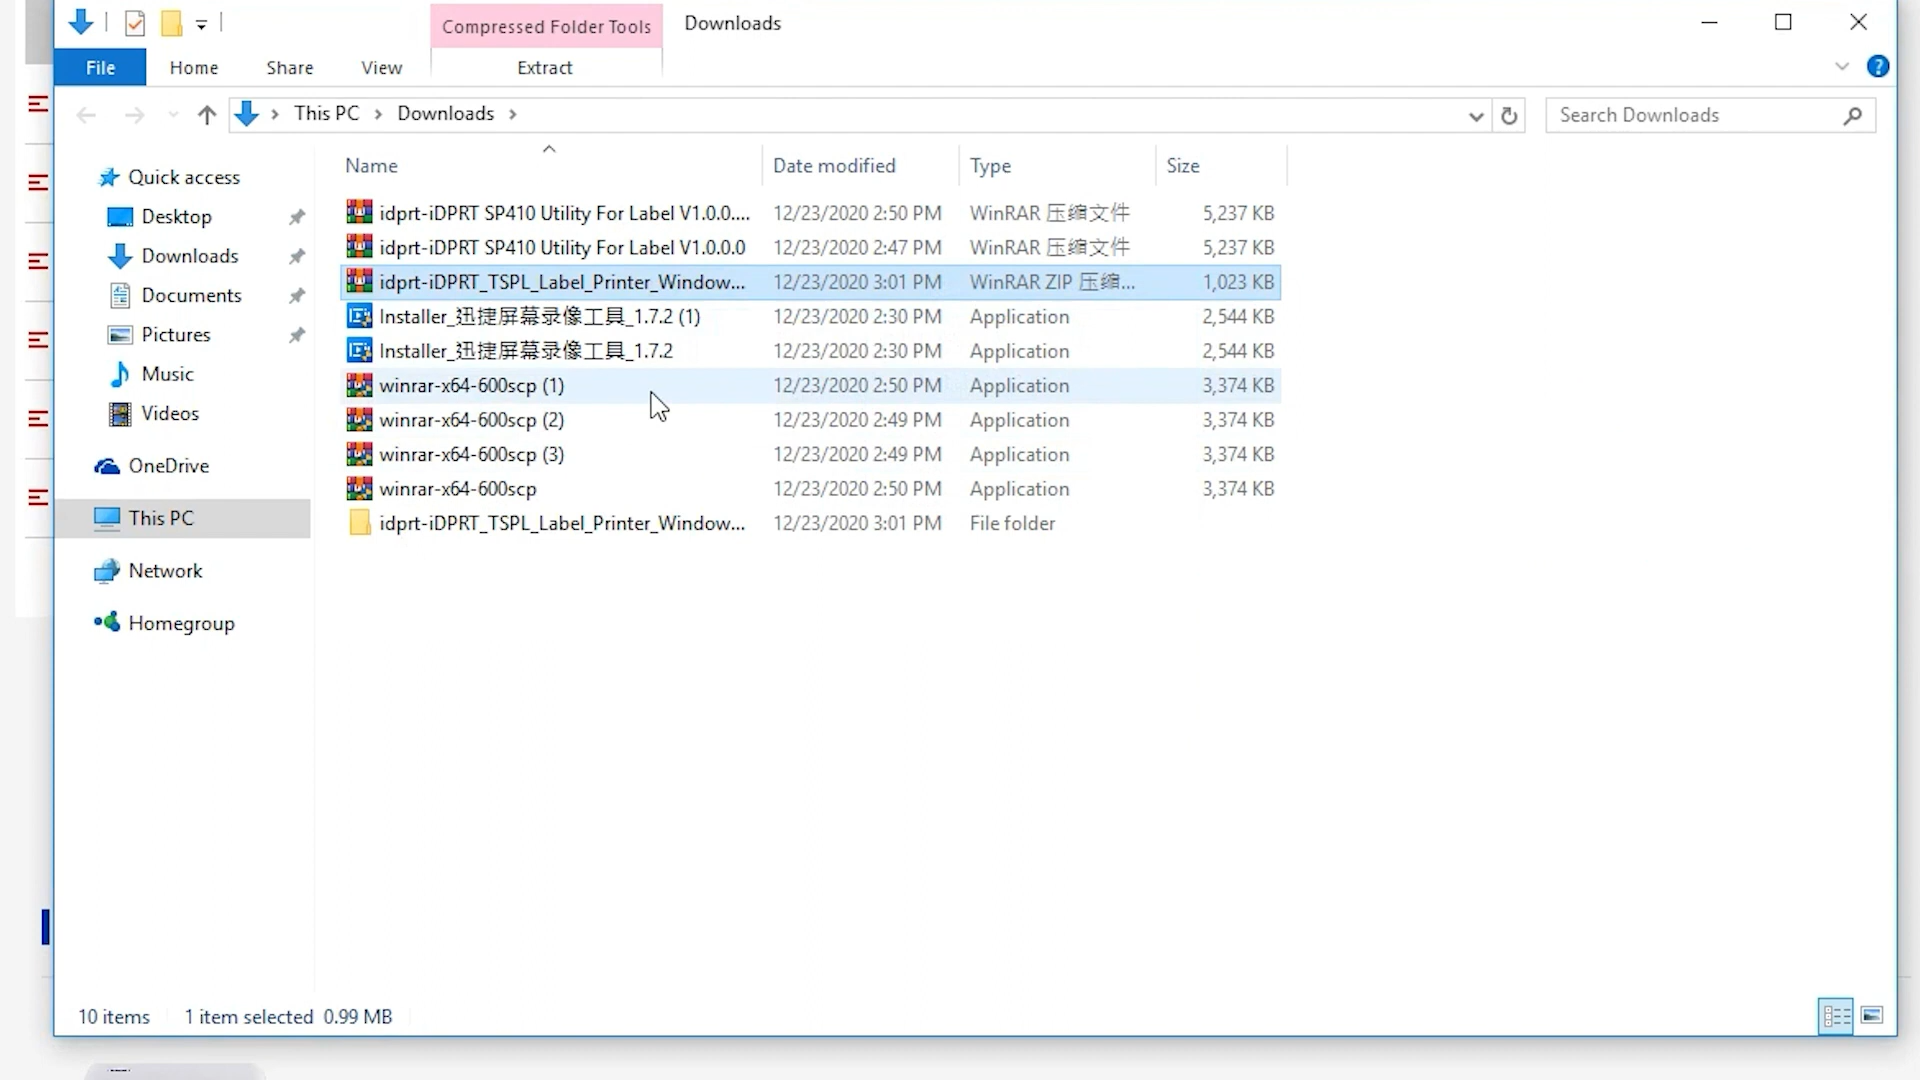 Compressed Folder Tools
Downloads
File
Home
Share
View
Extract
This PC
Downloads
Search Downloads
Name
Date modified
Type
Size
Quick access
Desktop
Downloads
Documents
Pictures
Music
Videos
OneDrive
This PC
Network
Homegroup
idprt-iDPRT SP410 Utility For Label V1.0.0.... 12/23/2020 2:50 PM WinRAR 压缩文件 5,237 KB
idprt-iDPRT SP410 Utility For Label V1.0.0.0 12/23/2020 2:47 PM WinRAR 压缩文件 5,237 KB
idprt-iDPRT_TSPL_Label_Printer_Window... 12/23/2020 3:01 PM WinRAR ZIP 压缩... 1,023 KB
Installer_迅捷屏幕录像工具_1.7.2 (1) 12/23/2020 2:30 PM Application 2,544 KB
Installer_迅捷屏幕录像工具_1.7.2 12/23/2020 2:30 PM Application 2,544 KB
winrar-x64-600scp (1) 12/23/2020 2:50 PM Application 3,374 KB
winrar-x64-600scp (2) 12/23/2020 2:49 PM Application 3,374 KB
winrar-x64-600scp (3) 12/23/2020 2:49 PM Application 3,374 KB
winrar-x64-600scp 12/23/2020 2:50 PM Application 3,374 KB
idprt-iDPRT_TSPL_Label_Printer_Window... 12/23/2020 3:01 PM File folder
10 items 1 item selected 0.99 MB